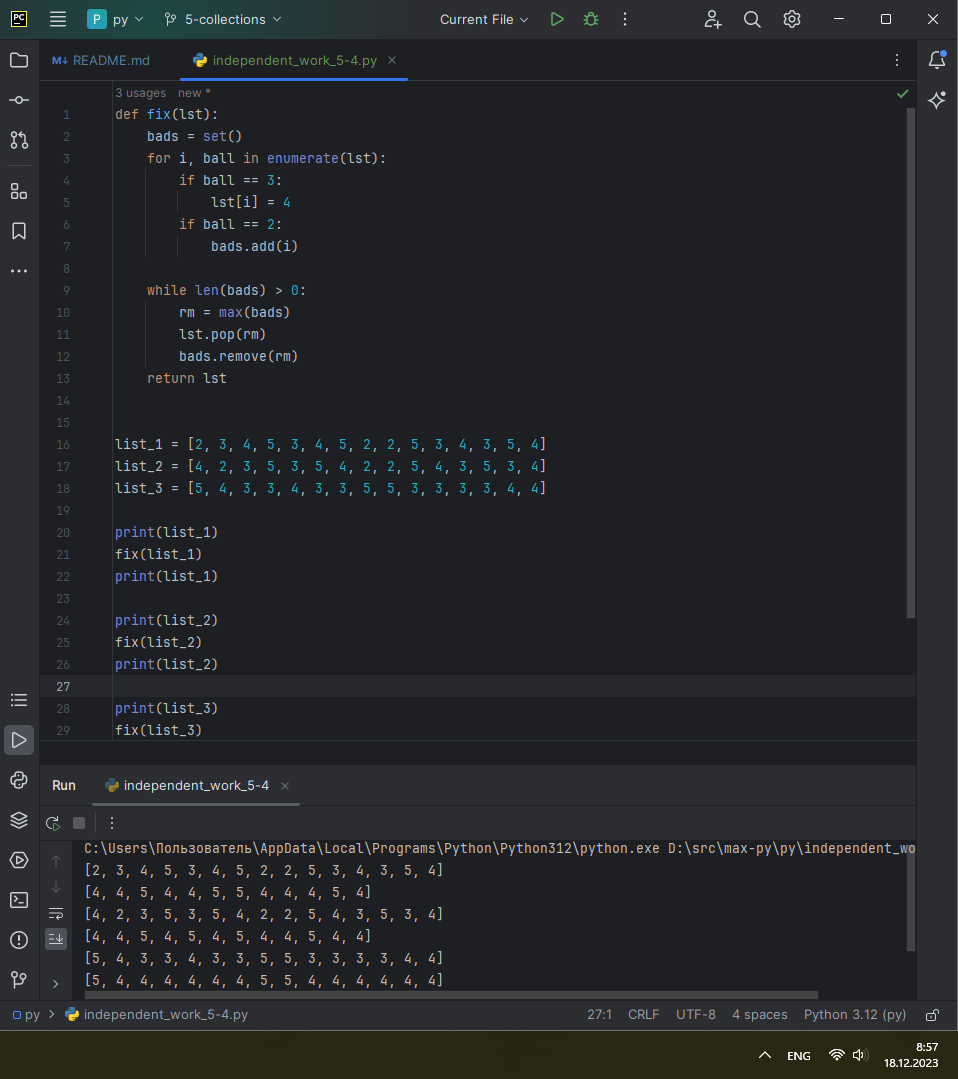 PC
P py 5-collections Current File
M↓ README.md independent_work_5-4.py
3 usages new *
1 def fix(lst):
2 bads = set()
3 for i, ball in enumerate(lst):
4 if ball == 3:
5 lst[i] = 4
6 if ball == 2:
7 bads.add(i)
8
9 while len(bads) > 0:
10 rm = max(bads)
11 lst.pop(rm)
12 bads.remove(rm)
13 return lst
14
15
16 list_1 = [2, 3, 4, 5, 3, 4, 5, 2, 2, 5, 3, 4, 3, 5, 4]
17 list_2 = [4, 2, 3, 5, 3, 5, 4, 2, 2, 5, 4, 3, 5, 3, 4]
18 list_3 = [5, 4, 3, 3, 4, 3, 3, 5, 5, 3, 3, 3, 3, 4, 4]
19
20 print(list_1)
21 fix(list_1)
22 print(list_1)
23
24 print(list_2)
25 fix(list_2)
26 print(list_2)
27
28 print(list_3)
29 fix(list_3)
Run independent_work_5-4
C:\Users\Пользователь\AppData\Local\Programs\Python\Python312\python.exe D:\src\max-py\py\independent_wo
[2, 3, 4, 5, 3, 4, 5, 2, 2, 5, 3, 4, 3, 5, 4]
[4, 4, 5, 4, 4, 5, 5, 4, 4, 4, 5, 4]
[4, 2, 3, 5, 3, 5, 4, 2, 2, 5, 4, 3, 5, 3, 4]
[4, 4, 5, 4, 5, 4, 5, 4, 4, 5, 4, 4]
[5, 4, 3, 3, 4, 3, 3, 5, 5, 3, 3, 3, 3, 4, 4]
[5, 4, 4, 4, 4, 4, 4, 5, 5, 4, 4, 4, 4, 4, 4]
py independent_work_5-4.py 27:1 CRLF UTF-8 4 spaces Python 3.12 (py)
ENG 8:57
18.12.2023